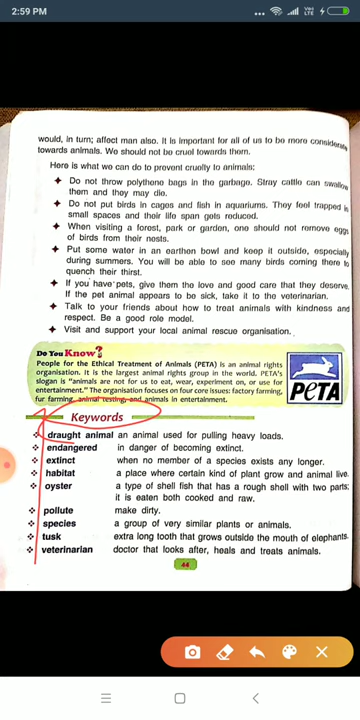 2:59 PM
would, in turn; affect man also. It is important for all of us to be more considerate
towards animals. We should not be cruel towards them.
Here is what we can do to prevent cruelty to animals:
Do not throw polythene bags in the garbage. Stray cattle can swallow
them and they may die.
Do not put birds in cages and fish in aquariums. They feel trapped in
small spaces and their life span gets reduced.
When visiting a forest, park or garden, one should not remove eggs
of birds from their nests.
Put some water in an earthen bowl and keep it outside, especially
during summers. You will be able to see many birds coming there to
quench their thirst.
If you have pets, give them the love and good care that they deserve.
If the pet animal appears to be sick, take it to the veterinarian.
Talk to your friends about how to treat animals with kindness and
respect. Be a good role model.
Visit and support your local animal rescue organisation.
Do You Know?
People for the Ethical Treatment of Animals (PETA) is an animal rights
organisation. It is the largest animal rights group in the world. PETA's
slogan is "animals are not for us to eat, wear, experiment on, or use for
entertainment." The organisation focuses on four core issues: factory farming,
fur farming, animal testing, and animals in entertainment.
PETA
Keywords
draught animal an animal used for pulling heavy loads.
endangered in danger of becoming extinct.
extinct when no member of a species exists any longer.
habitat a place where certain kind of plant grow and animal live.
oyster a type of shell fish that has a rough shell with two parts;
it is eaten both cooked and raw.
pollute make dirty.
species a group of very similar plants or animals.
tusk extra long tooth that grows outside the mouth of elephants.
veterinarian doctor that looks after, heals and treats animals.
44